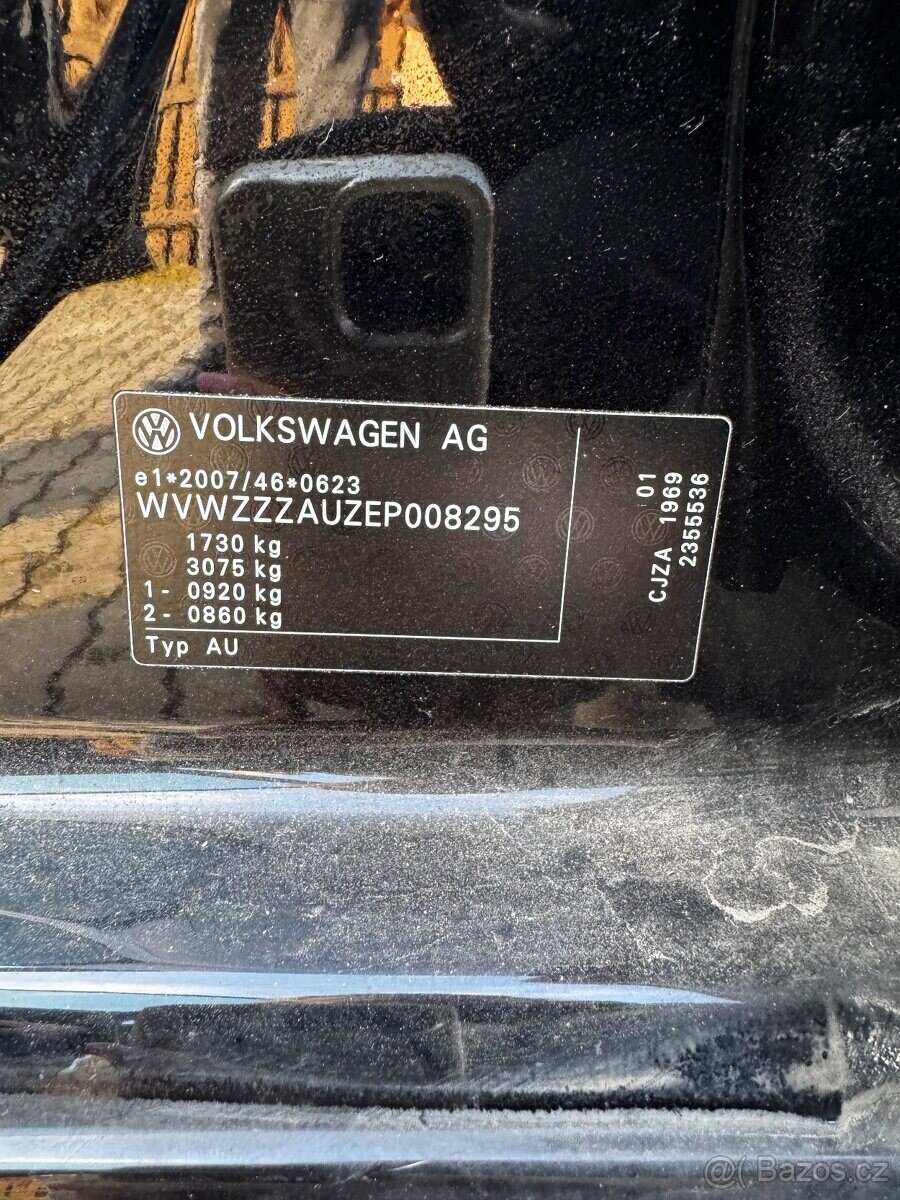 VOLKSWAGEN AG
e1*2007/46*0623
WVWZZZAUZEP008295
1730 kg
3075 kg
1- 0920 kg
2- 0860 kg
Typ AU
01
CJZA 1969
2355536
@( Bazos.cz